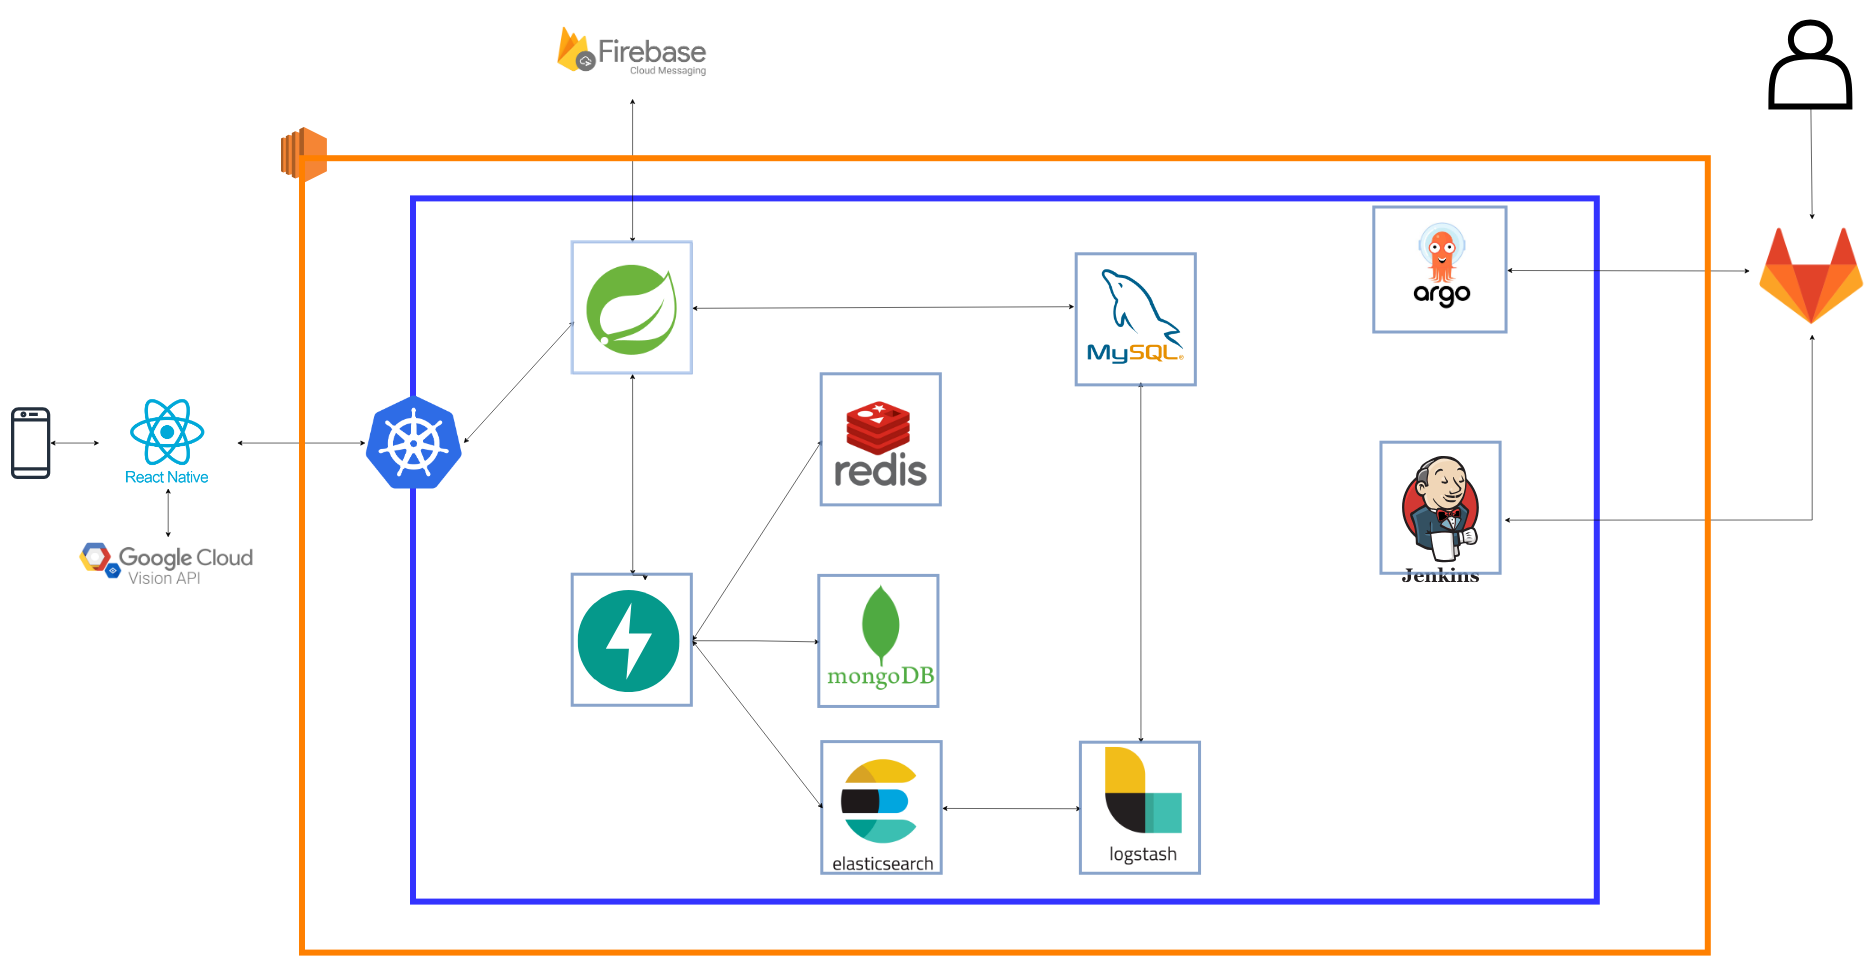 Firebase
Cloud Messaging
argo
MySQL
redis
React Native
Google Cloud
Vision API
Jenkins
mongoDB
elasticsearch
logstash